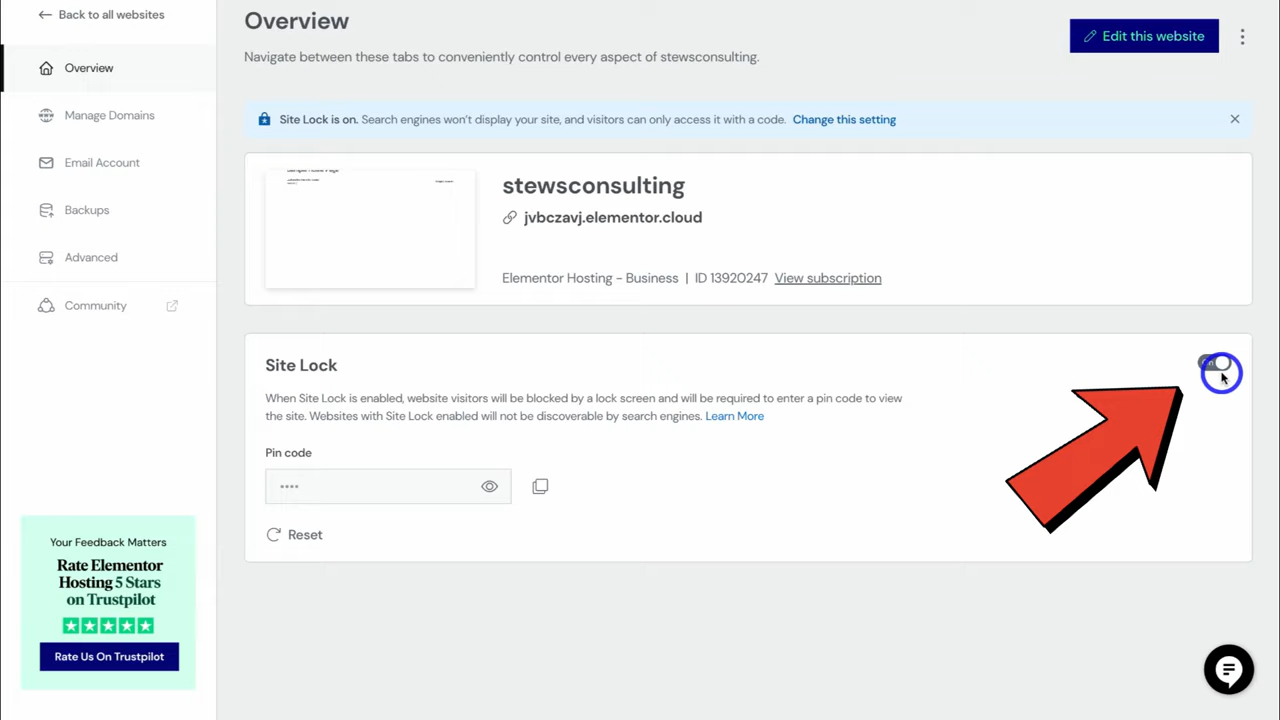 Back to all websites
Overview
Manage Domains
Email Account
Backups
Advanced
Community
Your Feedback Matters
Rate Elementor
Hosting 5 Stars
on Trustpilot
Rate Us On Trustpilot
Overview
Edit this website
Navigate between these tabs to conveniently control every aspect of stewsconsulting.
Site Lock is on. Search engines won't display your site, and visitors can only access it with a code. Change this setting
stewsconsulting
jvbczavj.elementor.cloud
Elementor Hosting - Business | ID 13920247 View subscription
Site Lock
When Site Lock is enabled, website visitors will be blocked by a lock screen and will be required to enter a pin code to view
the site. Websites with Site Lock enabled will not be discoverable by search engines. Learn More
Pin code
••••
Reset